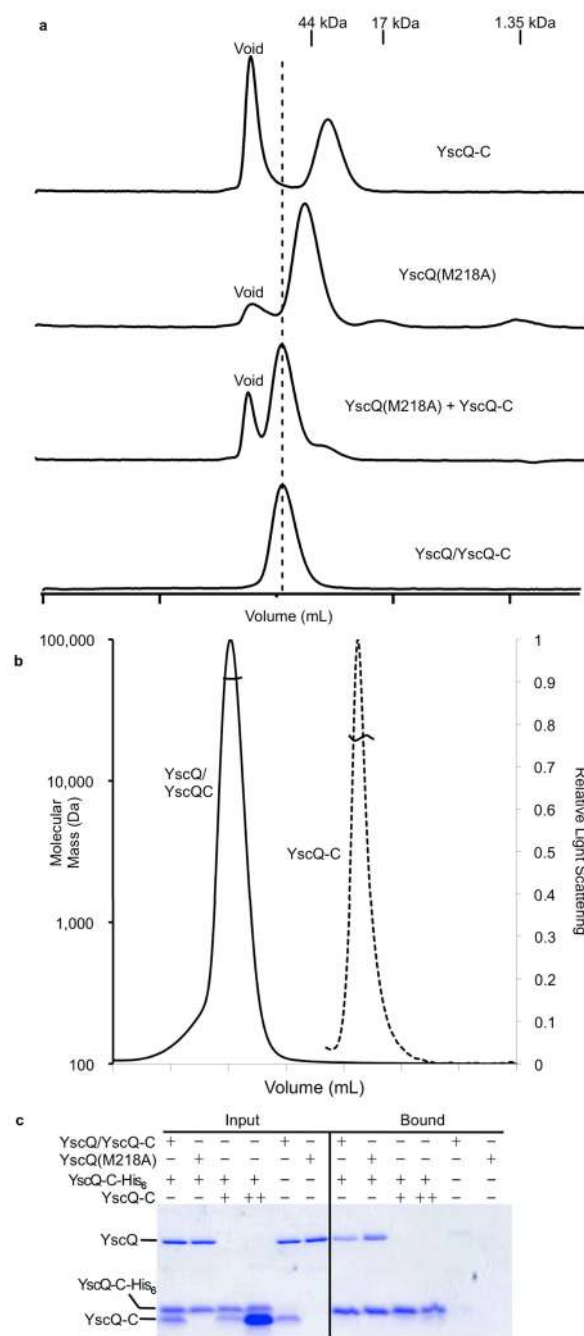 a
44 kDa 17 kDa 1.35 kDa
Void
YscQ-C
YscQ(M218A)
Void
YscQ(M218A) + YscQ-C
Void
YscQ/YscQ-C
Volume (mL)
b
100,000
10,000
1,000
100
Molecular
Mass (Da)
YscQ/
YscQC
YscQ-C
1
0.9
0.8
0.7
0.6
0.5
0.4
0.3
0.2
0.1
0
Relative Light Scattering
Volume (mL)
c
Input Bound
YscQ/YscQ-C + − − − + − + − − − + −
YscQ(M218A) − + − − − + − + − − − +
YscQ-C-His6 + + + + − − + + + + − −
YscQ-C − − + ++ − − − − + ++ − −
YscQ
YscQ-C-His6
YscQ-C